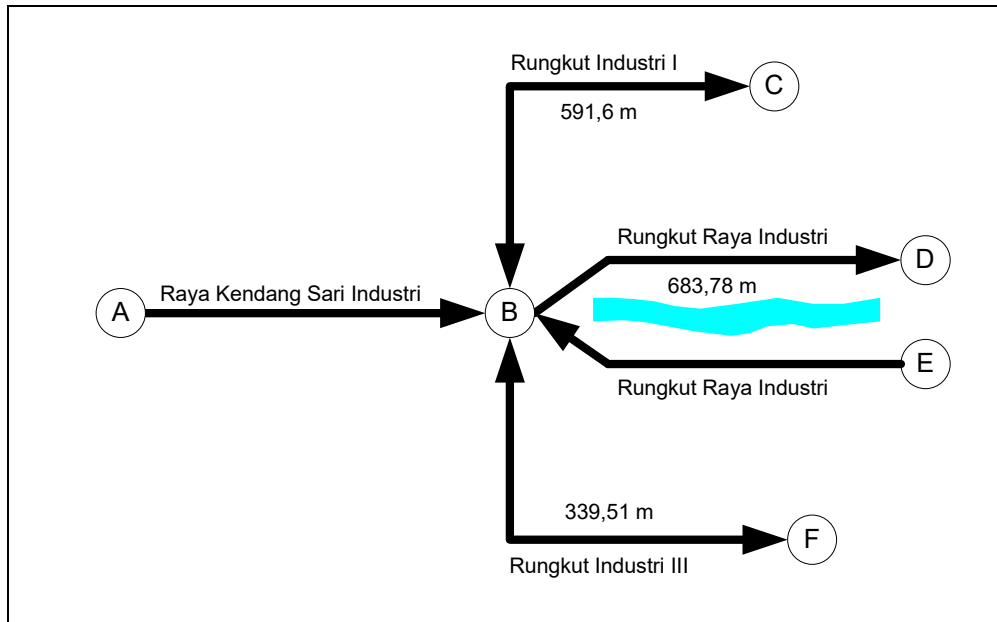 Rungkut Industri I
C
591,6 m
Rungkut Raya Industri
D
683,78 m
Raya Kendang Sari Industri
A
B
E
Rungkut Raya Industri
339,51 m
F
Rungkut Industri III